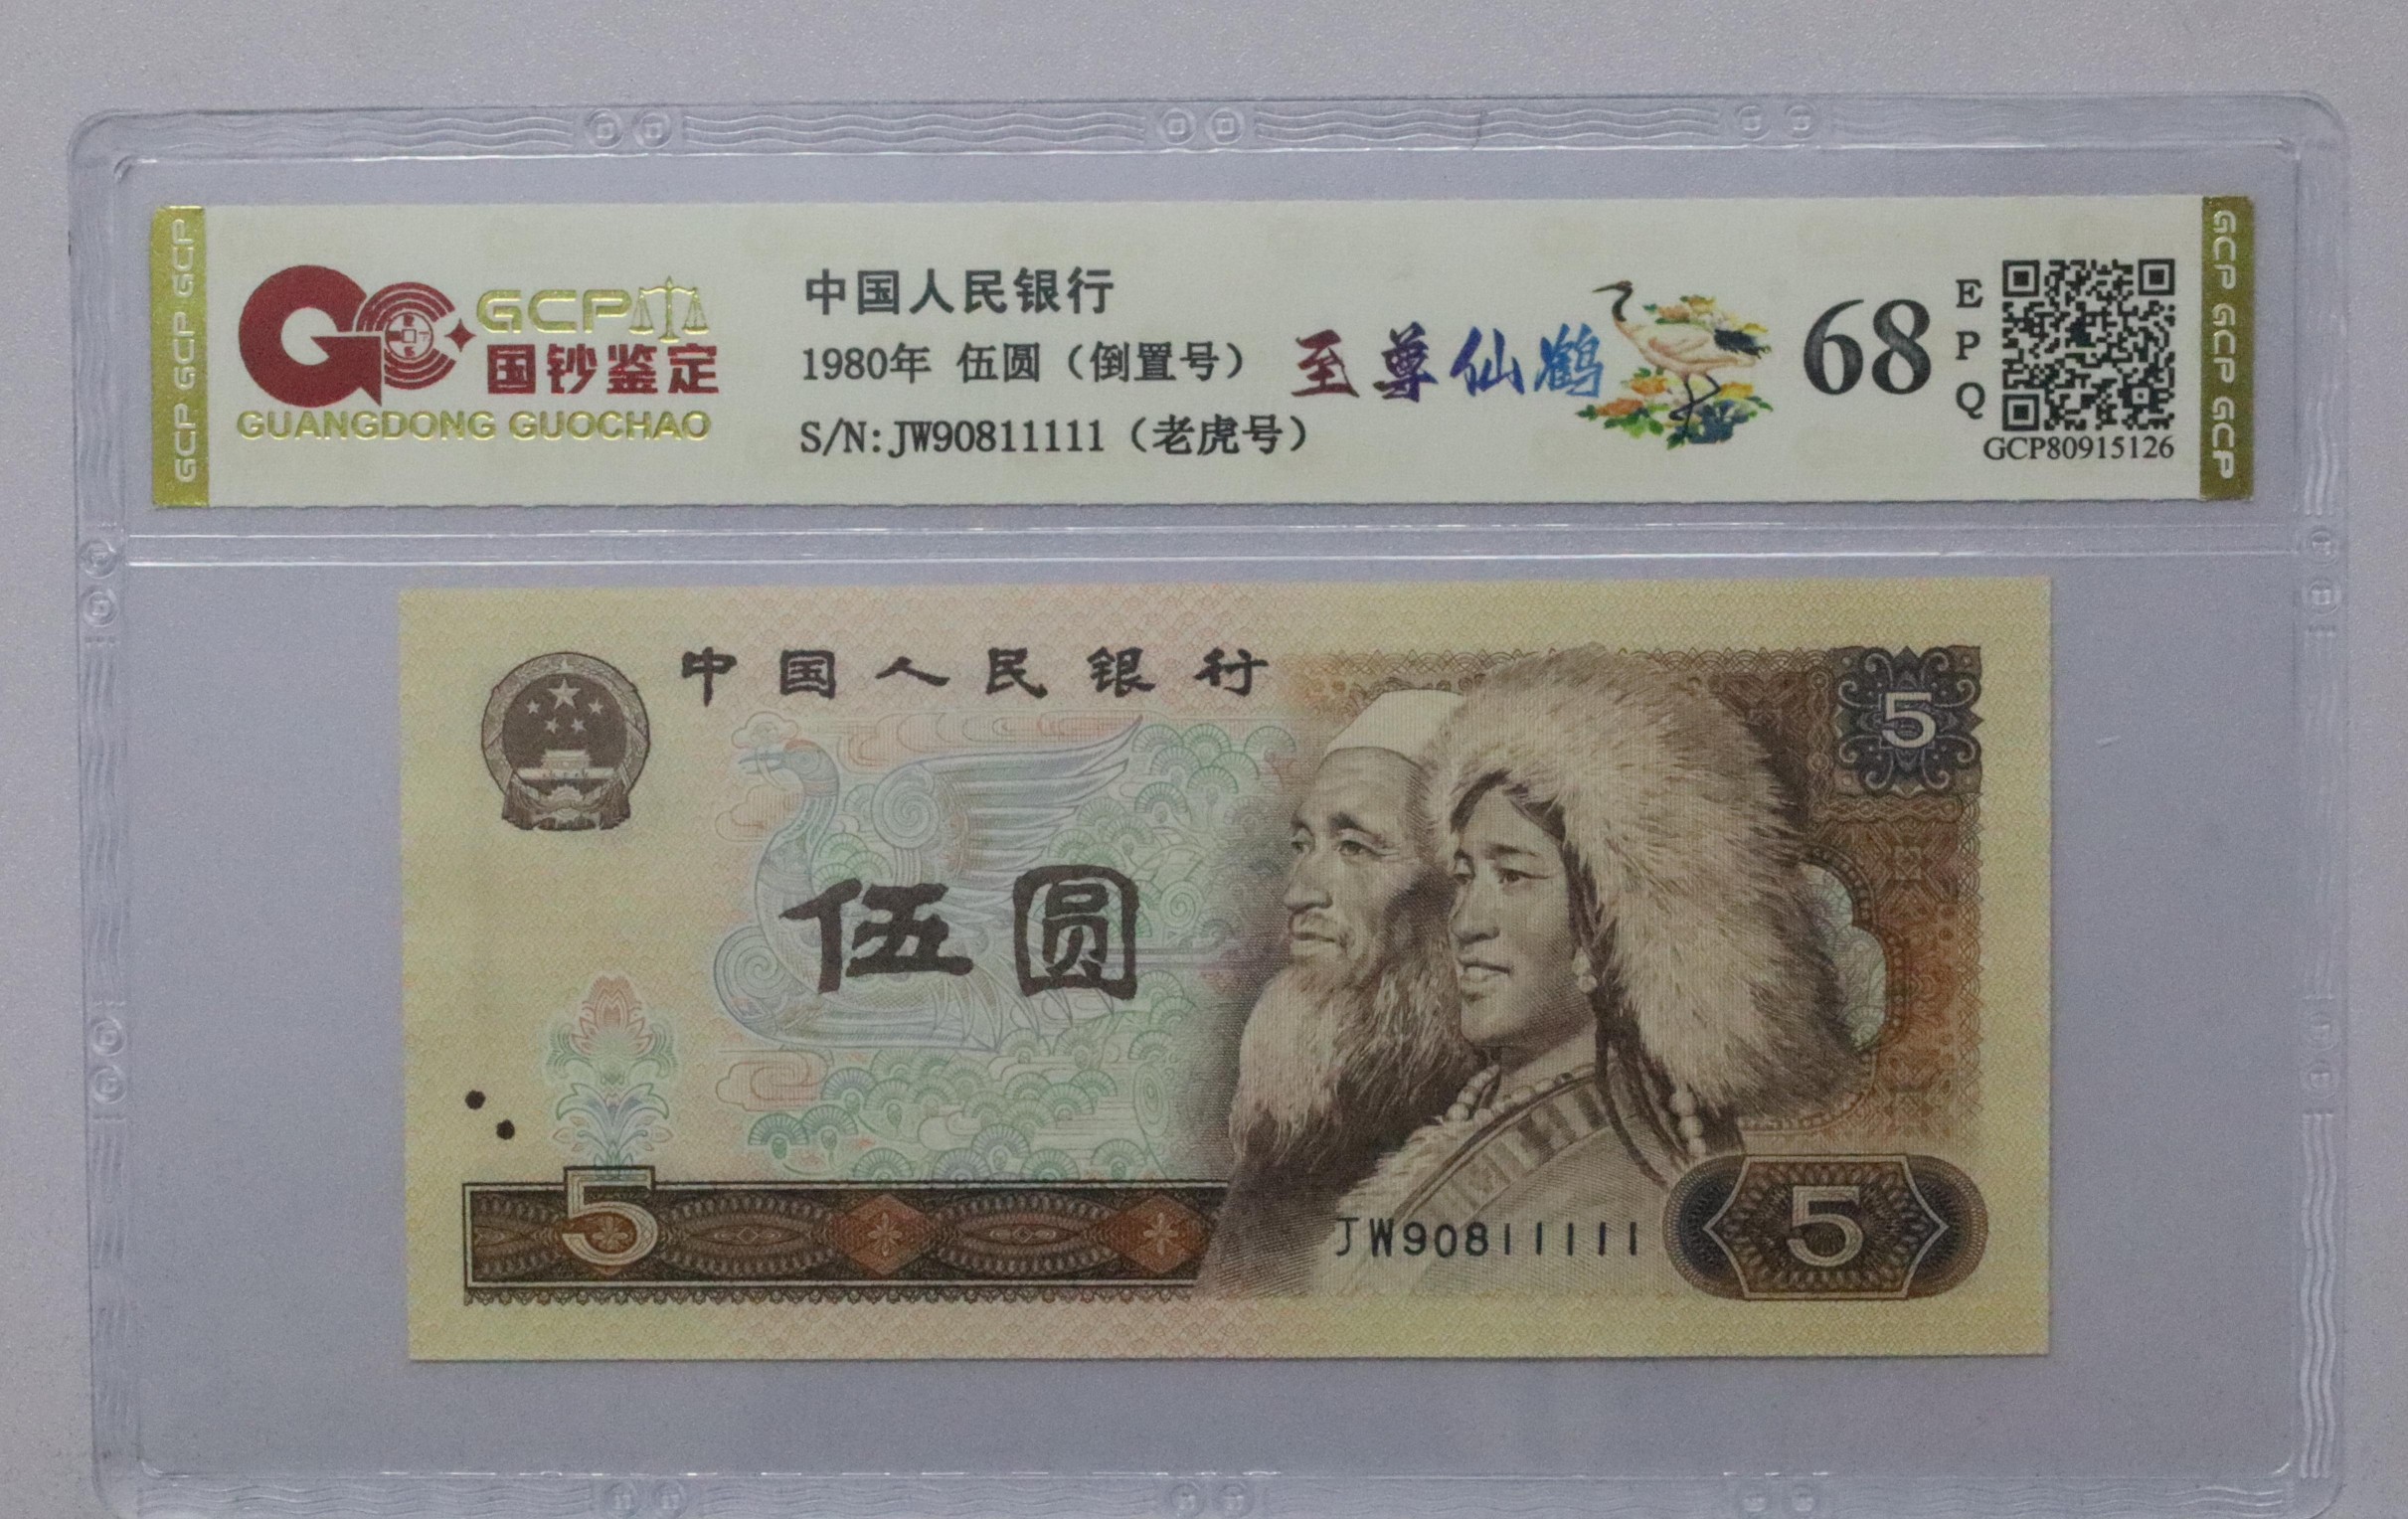 GCP GCP GCP
GCP
国钞鉴定
GUANGDONG GUOCHAO
中国人民银行
1980年 伍圆（倒置号）
S/N:JW90811111（老虎号）
至尊仙鹤
68
EPQ
GCP80915126
GCP GCP GCP
中国人民银行
5
伍圆
5
JW90811111
5